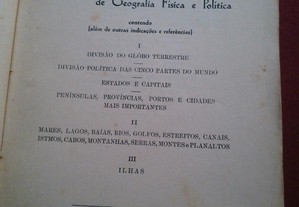 de Geografia Física e Política
contendo
(além de outras indicações e referências)
I
DIVISÃO DO GLÔBO TERRESTRE
DIVISÃO POLÍTICA DAS CINCO PARTES DO MUNDO
ESTADOS E CAPITAIS
PENÍNSULAS, PROVÍNCIAS, PORTOS E CIDADES
MAIS IMPORTANTES
II
MARES, LAGOS, BAÍAS, RIOS, GOLFOS, ESTREITOS, CANAIS,
ISTMOS, CABOS, MONTANHAS, SERRAS, MONTES e PLANALTOS
III
ILHAS